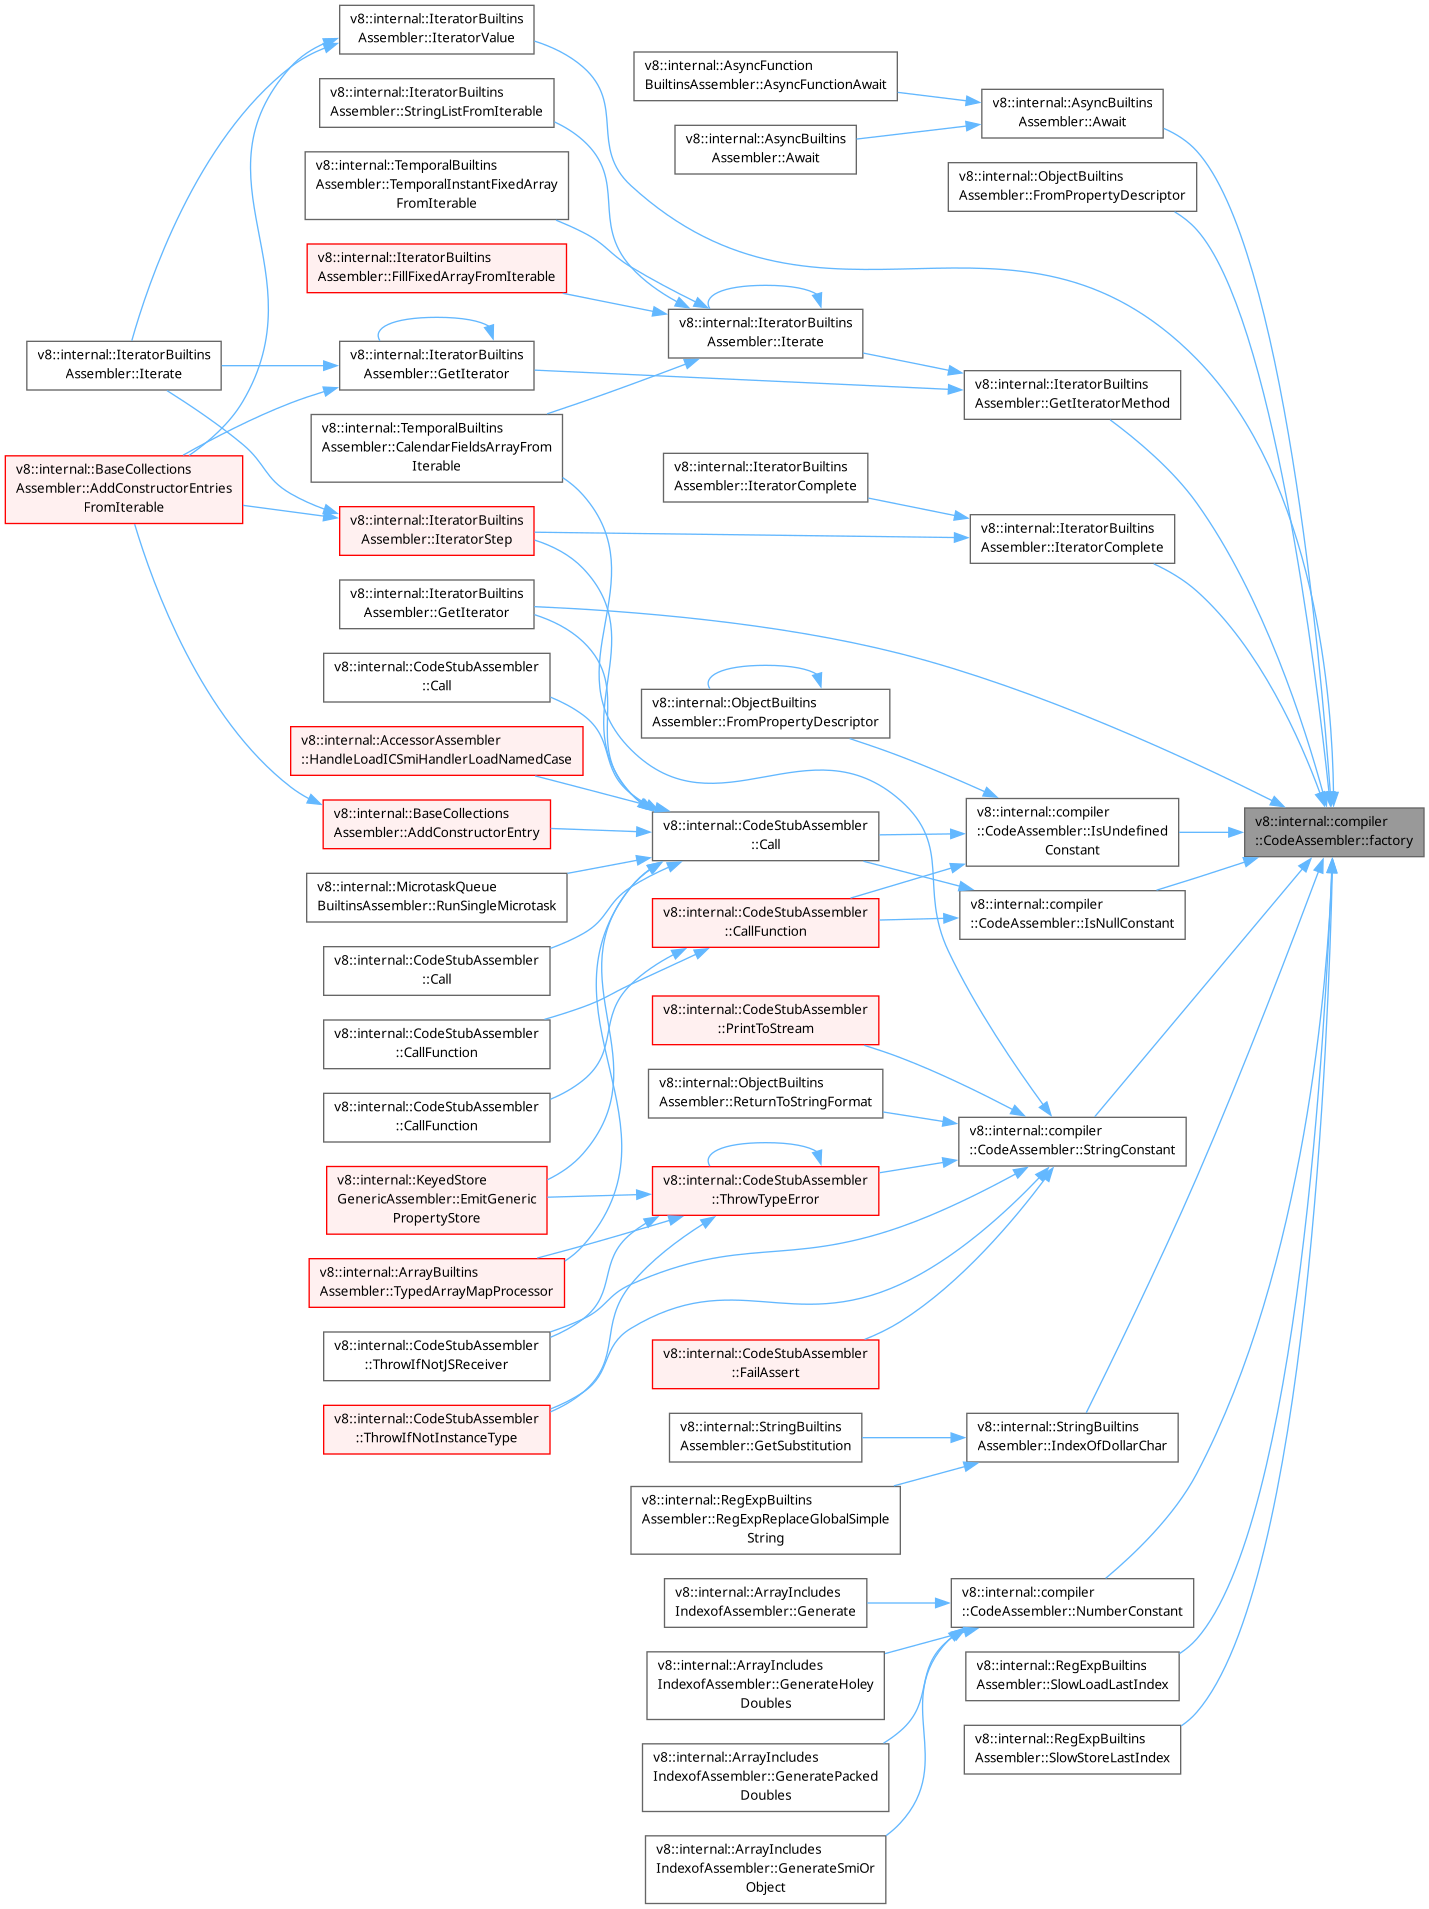 v8::internal::IteratorBuiltins
Assembler::IteratorValue
v8::internal::IteratorBuiltins
Assembler::StringListFromIterable
v8::internal::TemporalBuiltins
Assembler::TemporalInstantFixedArray
FromIterable
v8::internal::IteratorBuiltins
Assembler::FillFixedArrayFromIterable
v8::internal::IteratorBuiltins
Assembler::Iterate
v8::internal::IteratorBuiltins
Assembler::GetIterator
v8::internal::TemporalBuiltins
Assembler::CalendarFieldsArrayFrom
Iterable
v8::internal::BaseCollections
Assembler::AddConstructorEntries
FromIterable
v8::internal::IteratorBuiltins
Assembler::IteratorStep
v8::internal::IteratorBuiltins
Assembler::GetIterator
v8::internal::CodeStubAssembler
::Call
v8::internal::AccessorAssembler
::HandleLoadICSmiHandlerLoadNamedCase
v8::internal::BaseCollections
Assembler::AddConstructorEntry
v8::internal::MicrotaskQueue
BuiltinsAssembler::RunSingleMicrotask
v8::internal::CodeStubAssembler
::Call
v8::internal::CodeStubAssembler
::CallFunction
v8::internal::CodeStubAssembler
::CallFunction
v8::internal::KeyedStore
GenericAssembler::EmitGeneric
PropertyStore
v8::internal::ArrayBuiltins
Assembler::TypedArrayMapProcessor
v8::internal::CodeStubAssembler
::ThrowIfNotJSReceiver
v8::internal::CodeStubAssembler
::ThrowIfNotInstanceType
v8::internal::AsyncFunction
BuiltinsAssembler::AsyncFunctionAwait
v8::internal::AsyncBuiltins
Assembler::Await
v8::internal::IteratorBuiltins
Assembler::Iterate
v8::internal::IteratorBuiltins
Assembler::IteratorComplete
v8::internal::ObjectBuiltins
Assembler::FromPropertyDescriptor
v8::internal::CodeStubAssembler
::Call
v8::internal::CodeStubAssembler
::CallFunction
v8::internal::CodeStubAssembler
::PrintToStream
v8::internal::ObjectBuiltins
Assembler::ReturnToStringFormat
v8::internal::CodeStubAssembler
::ThrowTypeError
v8::internal::CodeStubAssembler
::FailAssert
v8::internal::StringBuiltins
Assembler::GetSubstitution
v8::internal::RegExpBuiltins
Assembler::RegExpReplaceGlobalSimple
String
v8::internal::ArrayIncludes
IndexofAssembler::Generate
v8::internal::ArrayIncludes
IndexofAssembler::GenerateHoley
Doubles
v8::internal::ArrayIncludes
IndexofAssembler::GeneratePacked
Doubles
v8::internal::ArrayIncludes
IndexofAssembler::GenerateSmiOr
Object
v8::internal::AsyncBuiltins
Assembler::Await
v8::internal::ObjectBuiltins
Assembler::FromPropertyDescriptor
v8::internal::IteratorBuiltins
Assembler::GetIteratorMethod
v8::internal::IteratorBuiltins
Assembler::IteratorComplete
v8::internal::compiler
::CodeAssembler::IsUndefined
Constant
v8::internal::compiler
::CodeAssembler::IsNullConstant
v8::internal::compiler
::CodeAssembler::StringConstant
v8::internal::StringBuiltins
Assembler::IndexOfDollarChar
v8::internal::compiler
::CodeAssembler::NumberConstant
v8::internal::RegExpBuiltins
Assembler::SlowLoadLastIndex
v8::internal::RegExpBuiltins
Assembler::SlowStoreLastIndex
v8::internal::compiler
::CodeAssembler::factory